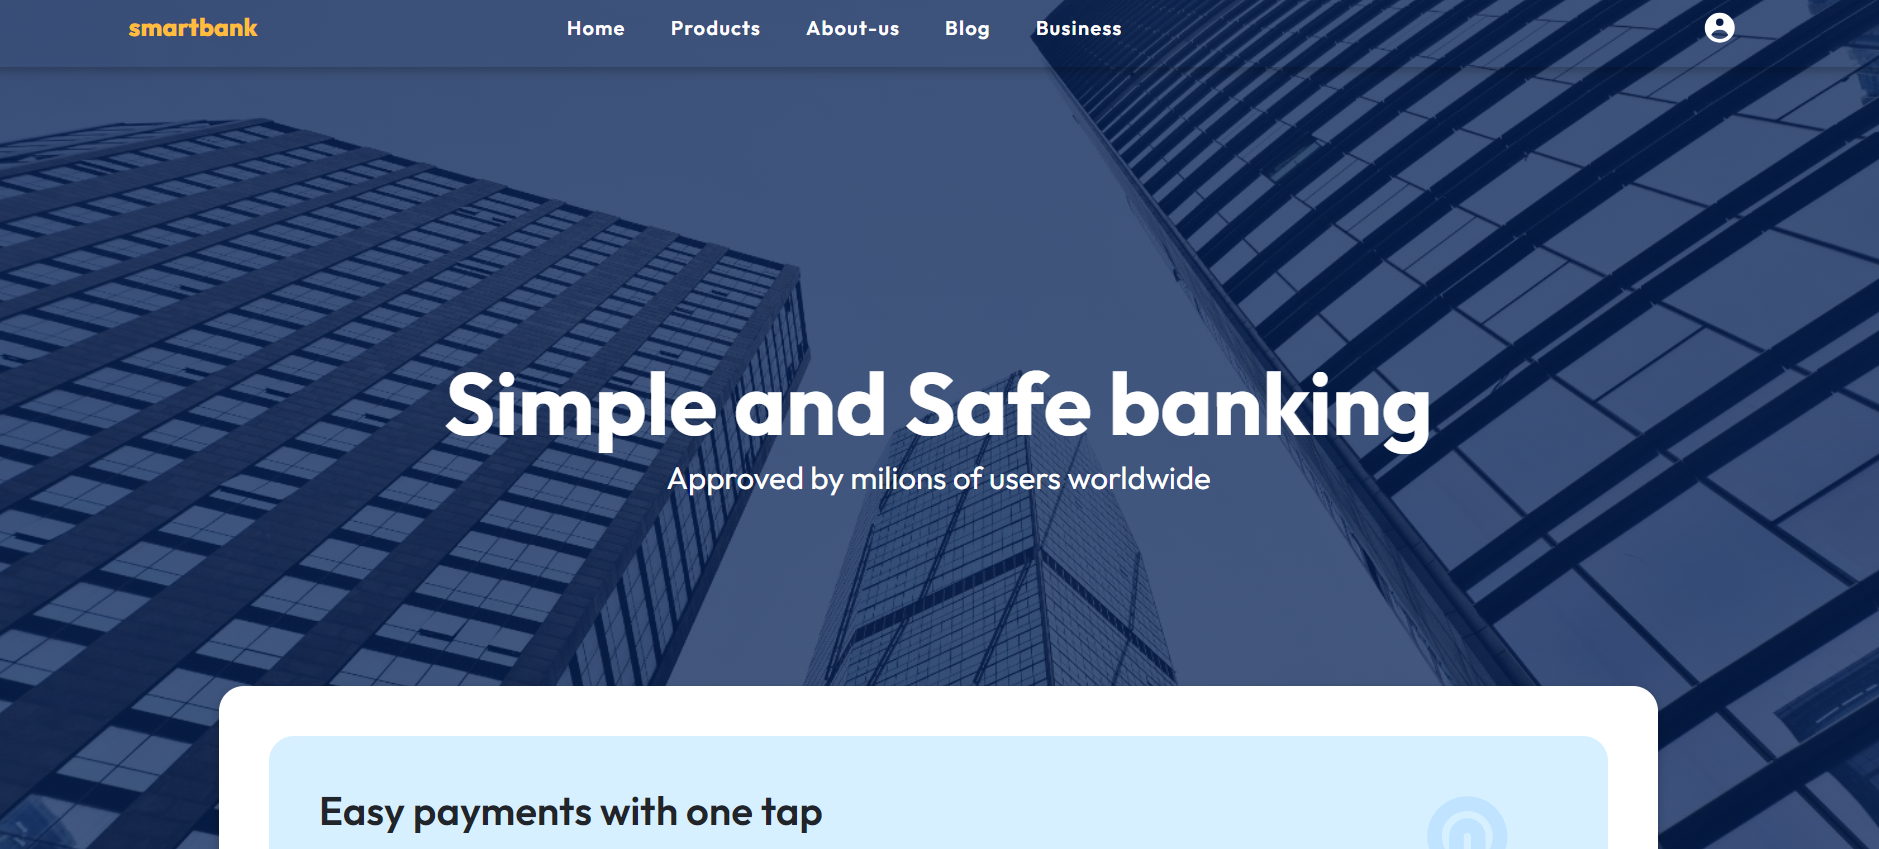 smartbank
Home Products About-us Blog Business
Simple and Safe banking
Approved by milions of users worldwide
Easy payments with one tap